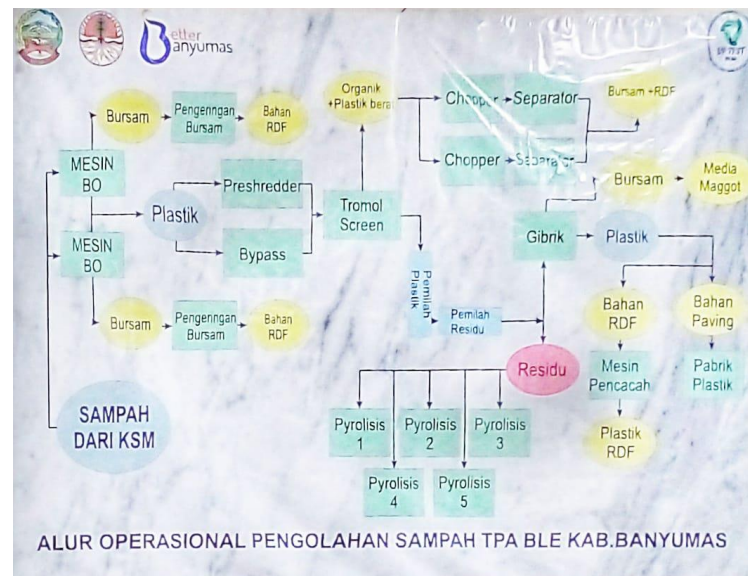 Better
Banyumas
Organik
+Plastik berat
Chopper
Separator
Bursam +RDF
Bursam
Pengeringan
Bursam
Bahan
RDF
MESIN
BO
Preshredder
Chopper
Separator
Bursam
Media
Maggot
Plastik
Tromol
Screen
Gibrik
Plastik
MESIN
BO
Bypass
Pemilah
Plastik
Pemilah
Residu
Bahan
RDF
Bahan
Paving
Bursam
Pengeringan
Bursam
Bahan
RDF
Residu
Mesin
Pencacah
Pabrik
Plastik
SAMPAH
DARI KSM
Pyrolisis
1
Pyrolisis
2
Pyrolisis
3
Plastik
RDF
Pyrolisis
4
Pyrolisis
5
ALUR OPERASIONAL PENGOLAHAN SAMPAH TPA BLE KAB.BANYUMAS